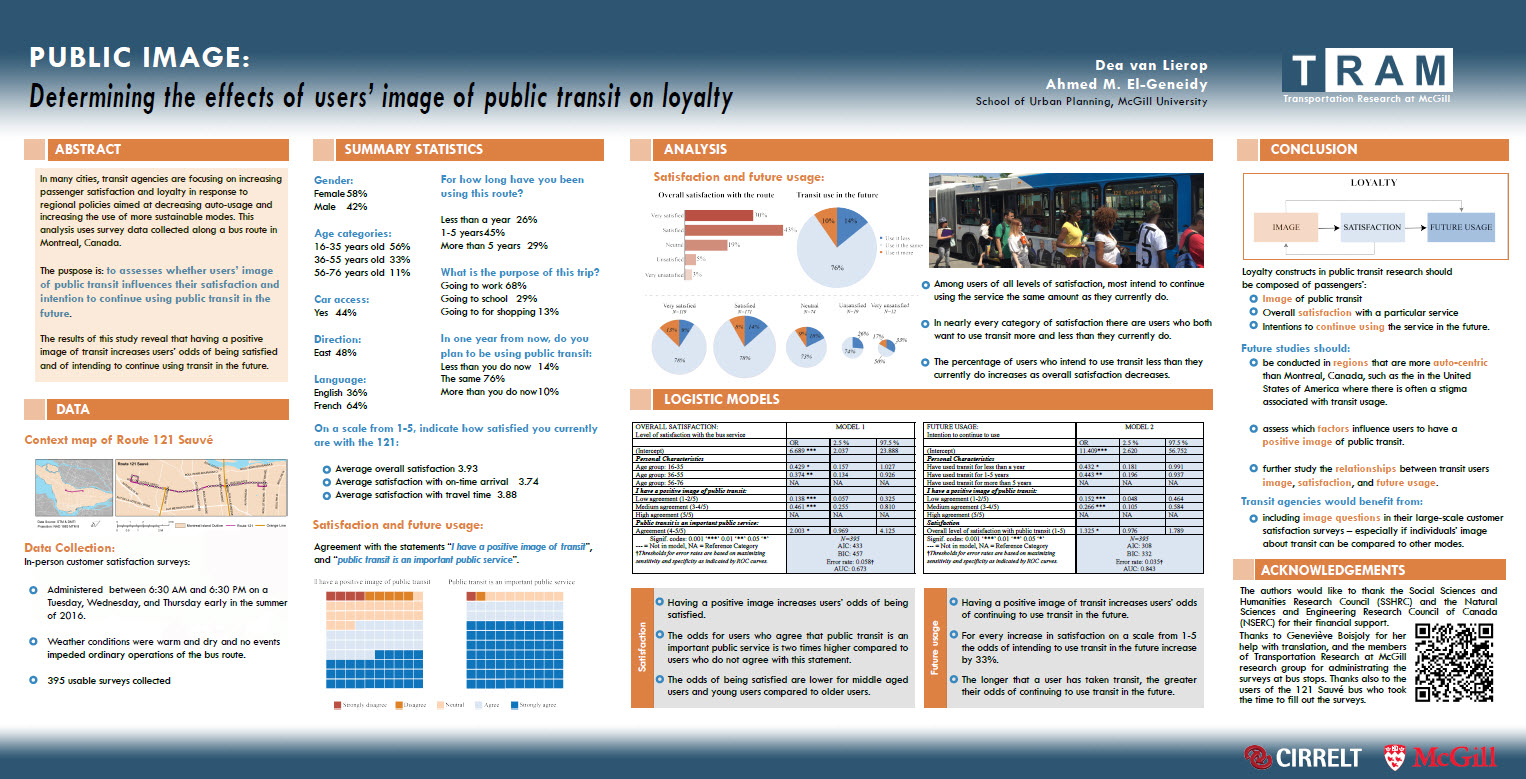 PUBLIC IMAGE:
Determining the effects of users' image of public transit on loyalty
Dea van Lierop
Ahmed M. El-Geneidy
School of Urban Planning, McGill University
TRAM
Transportation Research at McGill
ABSTRACT
In many cities, transit agencies are focusing on increasing
passenger satisfaction and loyalty in response to
regional policies aimed at decreasing auto-usage and
increasing the use of more sustainable modes. This
analysis uses survey data collected along a bus route in
Montreal, Canada.
The puspose is: to assesses whether users' image
of public transit influences their satisfaction and
intention to continue using public transit in the
future.
The results of this study reveal that having a positive
image of transit increases users' odds of being satisfied
and of intending to continue using transit in the future.
DATA
Context map of Route 121 Sauvé
Route 121 Sauvé
Montreal Island Outline
Route 121
Orange Line
Data Collection:
In-person customer satisfaction surveys:
Administered between 6:30 AM and 6:30 PM on a
Tuesday, Wednesday, and Thursday early in the summer
of 2016.
Weather conditions were warm and dry and no events
impeded ordinary operations of the bus route.
395 usable surveys collected
SUMMARY STATISTICS
Gender:
Female 58%
Male 42%
Age categories:
16-35 years old 56%
36-55 years old 33%
56-76 years old 11%
Car access:
Yes 44%
Direction:
East 48%
Language:
English 36%
French 64%
For how long have you been
using this route?
Less than a year 26%
1-5 years45%
More than 5 years 29%
What is the purpose of this trip?
Going to work 68%
Going to school 29%
Going to for shopping 13%
In one year from now, do you
plan to be using public transit:
Less than you do now 14%
The same 76%
More than you do now10%
On a scale from 1-5, indicate how satisfied you currently
are with the 121:
Average overall satisfaction 3.93
Average satisfaction with on-time arrival 3.74
Average satisfaction with travel time 3.88
Satisfaction and future usage:
Agreement with the statements "I have a positive image of transit",
and "public transit is an important public service".
I have a positive image of public transit
Public transit is an important public service
Strongly disagree
Disagree
Neutral
Agree
Strongly agree
ANALYSIS
Satisfaction and future usage:
Overall satisfaction with the route
Very satisfied 30%
Satisfied 43%
Neutral 19%
Unsatisfied 5%
Very unsatisfied 3%
Transit use in the future
10%
14%
76%
Use it less
Use it the same
Use it more
Very satisfied
Satisfied
Neutral
Unsatisfied
Very unsatisfied
78%
78%
14%
73%
74%
26%
17%
33%
50%
Among users of all levels of satisfaction, most intend to continue
using the service the same amount as they currently do.
In nearly every category of satisfaction there are users who both
want to use transit more and less than they currently do.
The percentage of users who intend to use transit less than they
currently do increases as overall satisfaction decreases.
LOGISTIC MODELS
OVERALL SATISFACTION: MODEL 1
Level of satisfaction with the bus service
OR 2.5 % 97.5 %
(Intercept) 6.689 *** 2.037 23.888
Personal Characteristics
Age group: 16-35 0.429 * 0.157 1.027
Age group: 36-55 0.374 ** 0.134 0.926
Age group: 56-76 NA NA NA
I have a positive image of public transit:
Low agreement (1-2/5) 0.138 *** 0.057 0.325
Medium agreement (3-4/5) 0.461 *** 0.255 0.810
High agreement (5/5) NA NA NA
Public transit is an important public service:
Agreement (4-5/5) 2.003 * 0.969 4.125
Signif. codes: 0.001 '***' 0.01 '**' 0.05 '*'
--- = Not in model, NA = Reference Category
†Thresholds for error rates are based on maximizing
sensitivity and specificity as indicated by ROC curves.
N=395
AIC: 433
BIC: 457
Error rate: 0.058†
AUC: 0.673
FUTURE USAGE: MODEL 2
Intention to continue to use
OR 2.5 % 97.5 %
(Intercept) 11.409*** 2.620 56.752
Personal Characteristics
Have used transit for less than a year 0.432 * 0.181 0.991
Have used transit for 1-5 years 0.443 ** 0.196 0.937
Have used transit for more than 5 years NA NA NA
I have a positive image of public transit:
Low agreement (1-2/5) 0.152 *** 0.048 0.464
Medium agreement (3-4/5) 0.266 *** 0.105 0.584
High agreement (5/5) NA NA NA
Satisfaction
Overall level of satisfaction with public transit (1-5) 1.325 * 0.976 1.789
Signif. codes: 0.001 '***' 0.01 '**' 0.05 '*'
--- = Not in model, NA = Reference Category
†Thresholds for error rates are based on maximizing
sensitivity and specificity as indicated by ROC curves.
N=395
AIC: 308
BIC: 332
Error rate: 0.035†
AUC: 0.843
Satisfaction
Having a positive image increases users' odds of being
satisfied.
The odds for users who agree that public transit is an
important public service is two times higher compared to
users who do not agree with this statement.
The odds of being satisfied are lower for middle aged
users and young users compared to older users.
Future usage
Having a positive image of transit increases users' odds
of continuing to use transit in the future.
For every increase in satisfaction on a scale from 1-5
the odds of intending to use transit in the future increase
by 33%.
The longer that a user has taken transit, the greater
their odds of continuing to use transit in the future.
CONCLUSION
LOYALTY
IMAGE
SATISFACTION
FUTURE USAGE
Loyalty constructs in public transit research should
be composed of passengers':
Image of public transit
Overall satisfaction with a particular service
Intentions to continue using the service in the future.
Future studies should:
be conducted in regions that are more auto-centric
than Montreal, Canada, such as the in the United
States of America where there is often a stigma
associated with transit usage.
assess which factors influence users to have a
positive image of public transit.
further study the relationships between transit users
image, satisfaction, and future usage.
Transit agencies would benefit from:
including image questions in their large-scale customer
satisfaction surveys – especially if individuals' image
about transit can be compared to other modes.
ACKNOWLEDGEMENTS
The authors would like to thank the Social Sciences and
Humanities Research Council (SSHRC) and the Natural
Sciences and Engineering Research Council of Canada
(NSERC) for their financial support.
Thanks to Geneviève Boisjoly for her
help with translation, and the members
of Transportation Research at McGill
research group for administrating the
surveys at bus stops. Thanks also to the
users of the 121 Sauvé bus who took
the time to fill out the surveys.
CIRRELT
McGill